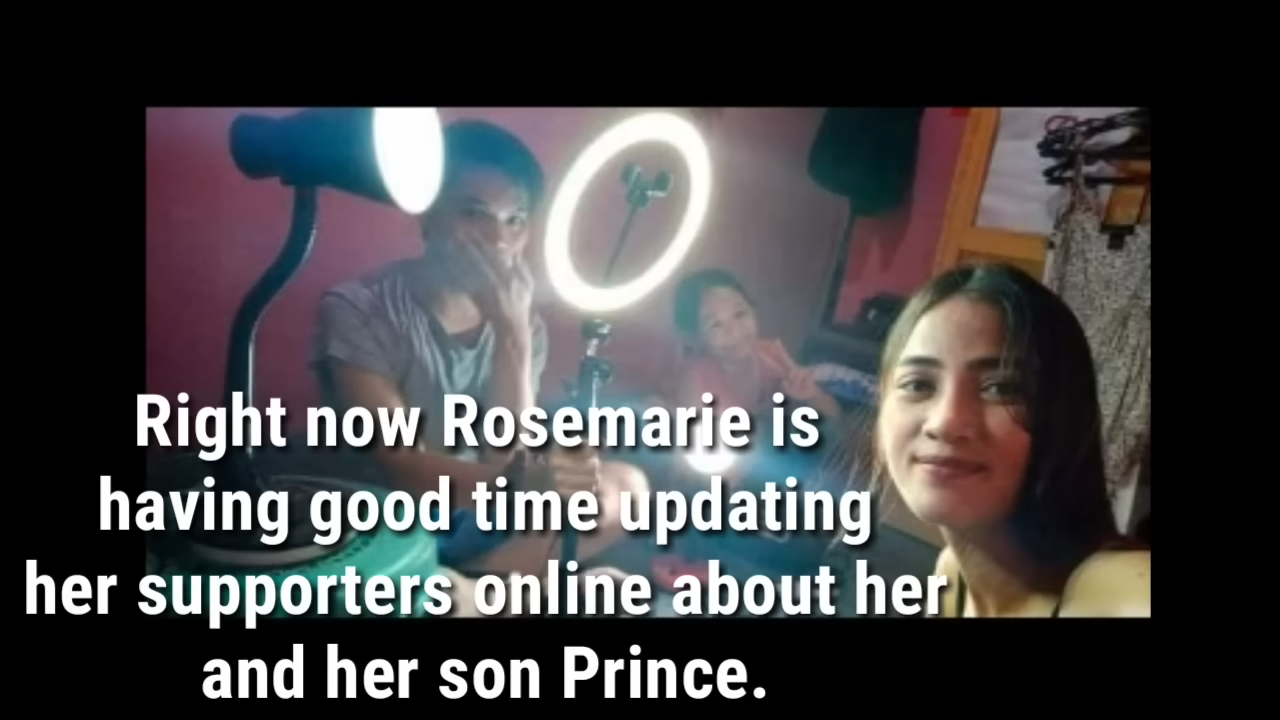 Right now Rosemarie is
having good time updating
her supporters online about her
and her son Prince.